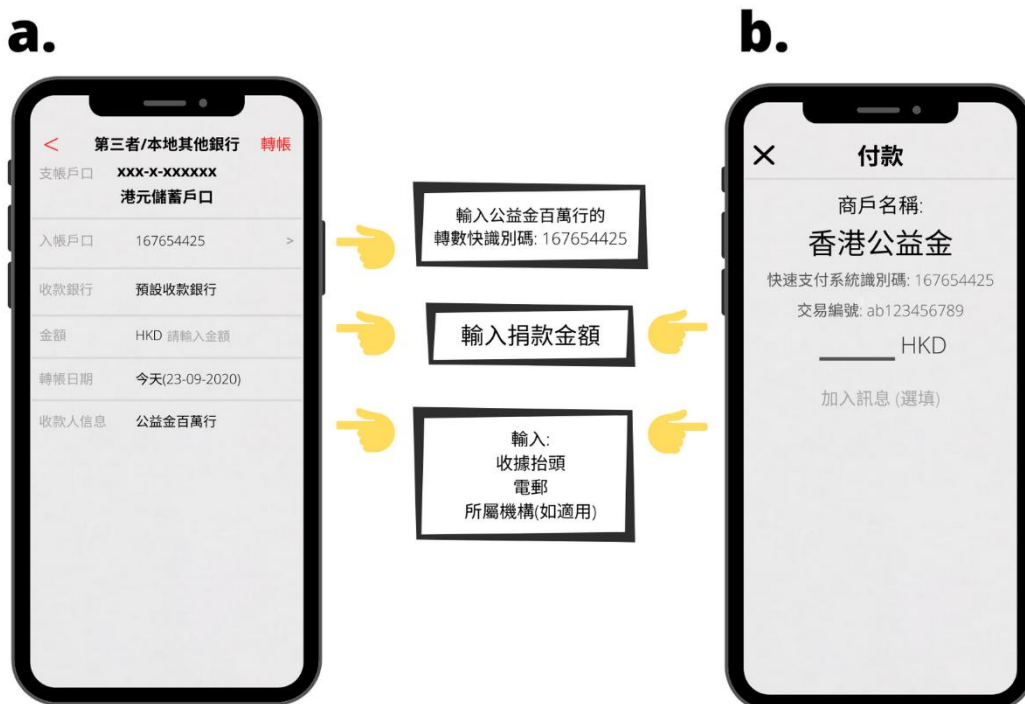 a.
< 第三者/本地其他銀行 轉帳
支帳戶口 xxx-x-xxxxxx
港元儲蓄戶口
入帳戶口 167654425 >
收款銀行 預設收款銀行
金額 HKD 請輸入金額
轉帳日期 今天(23-09-2020)
收款人信息 公益金百萬行
輸入公益金百萬行的
轉數快識別碼: 167654425
輸入捐款金額
輸入:
收據抬頭
電郵
所屬機構(如適用)
b.
付款
商戶名稱:
香港公益金
快速支付系統識別碼: 167654425
交易編號: ab123456789
HKD
加入訊息 (選填)